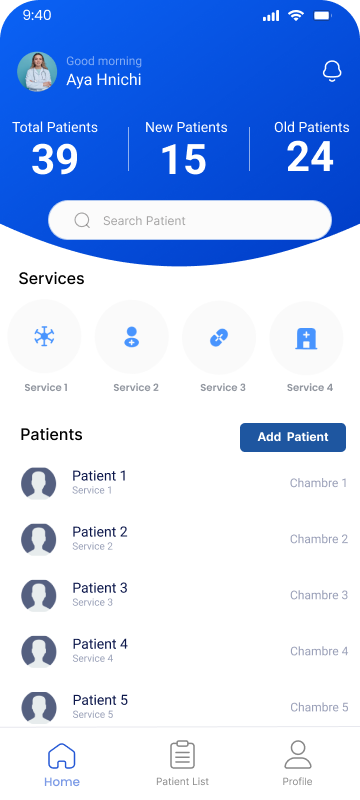 9:40
Good morning
Aya Hnichi
Total Patients New Patients Old Patients
39 15 24
Search Patient
Services
Service 1 Service 2 Service 3 Service 4
Patients Add Patient
Patient 1
Service 1 Chambre 1
Patient 2
Service 2 Chambre 2
Patient 3
Service 3 Chambre 3
Patient 4
Service 4 Chambre 4
Patient 5
Service 5 Chambre 5
Home Patient List Profile